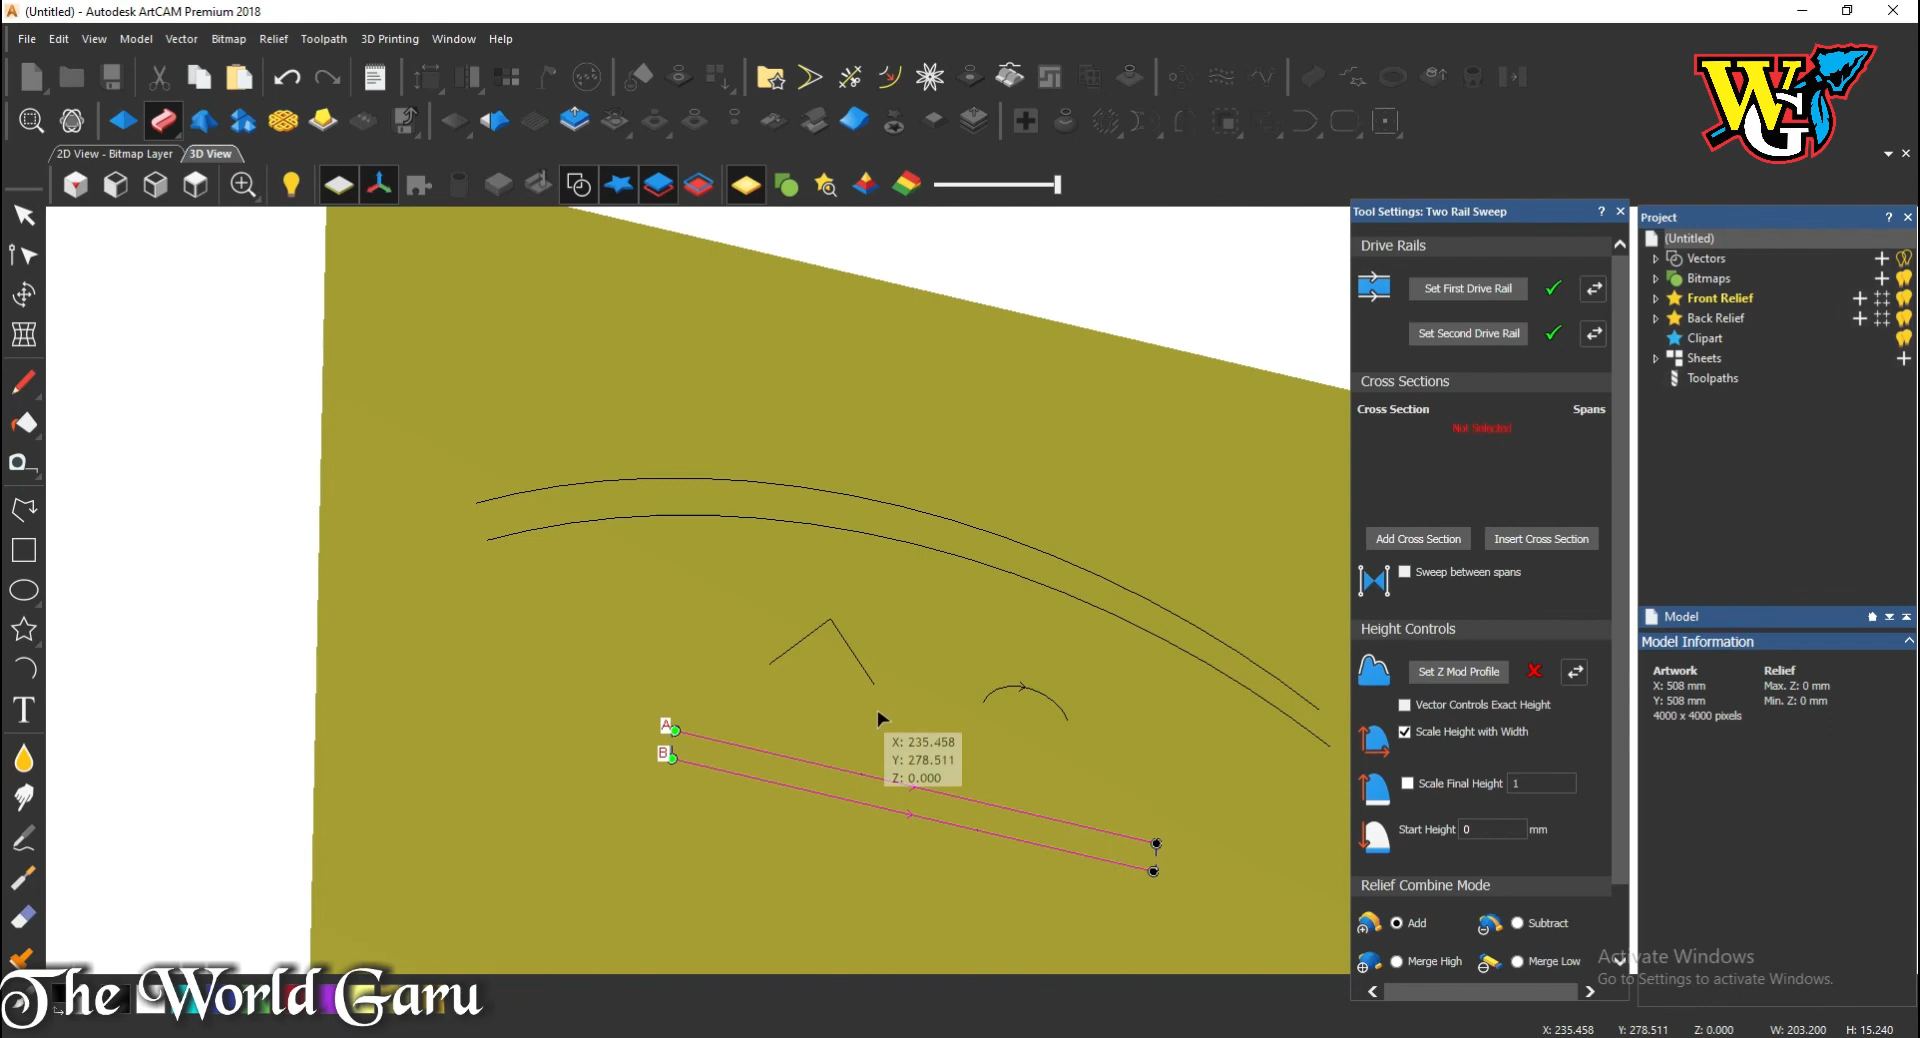 (Untitled) - Autodesk ArtCAM Premium 2018
File Edit View Model Vector Bitmap Relief Toolpath 3D Printing Window Help
WG
2D View - Bitmap Layer 3D View
Tool Settings: Two Rail Sweep ? ×
Drive Rails
Set First Drive Rail
Set Second Drive Rail
Cross Sections
Cross Section Spans
Not Selected
Add Cross Section Insert Cross Section
Sweep between spans
Height Controls
Set Z Mod Profile
Vector Controls Exact Height
Scale Height with Width
Scale Final Height 1
Start Height 0 mm
Relief Combine Mode
Add Subtract
Merge High Merge Low
Project ? ×
(Untitled)
Vectors
Bitmaps
Front Relief
Back Relief
Clipart
Sheets
Toolpaths
Model
Model Information
Artwork Relief
X: 508 mm Max. Z: 0 mm
Y: 508 mm Min. Z: 0 mm
4000 x 4000 pixels
A
B
X: 235.458
Y: 278.511
Z: 0.000
Activate Windows
Go to Settings to activate Windows.
The World Garu
X: 235.458 Y: 278.511 Z: 0.000 W: 203.200 H: 15.240